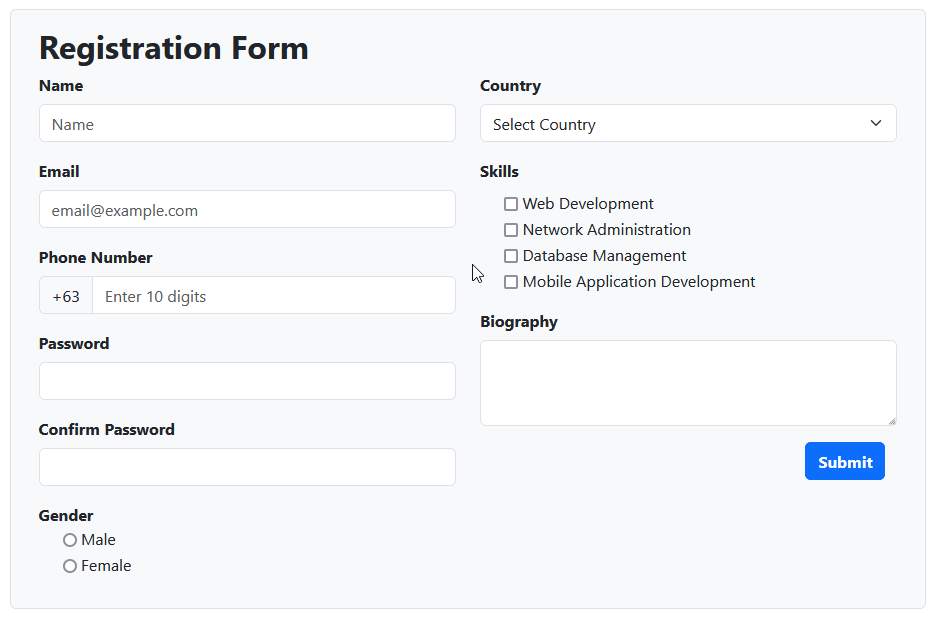 Registration Form
Name
Name
Email
email@example.com
Phone Number
+63 Enter 10 digits
Password
Confirm Password
Gender
Male
Female
Country
Select Country
Skills
Web Development
Network Administration
Database Management
Mobile Application Development
Biography
Submit